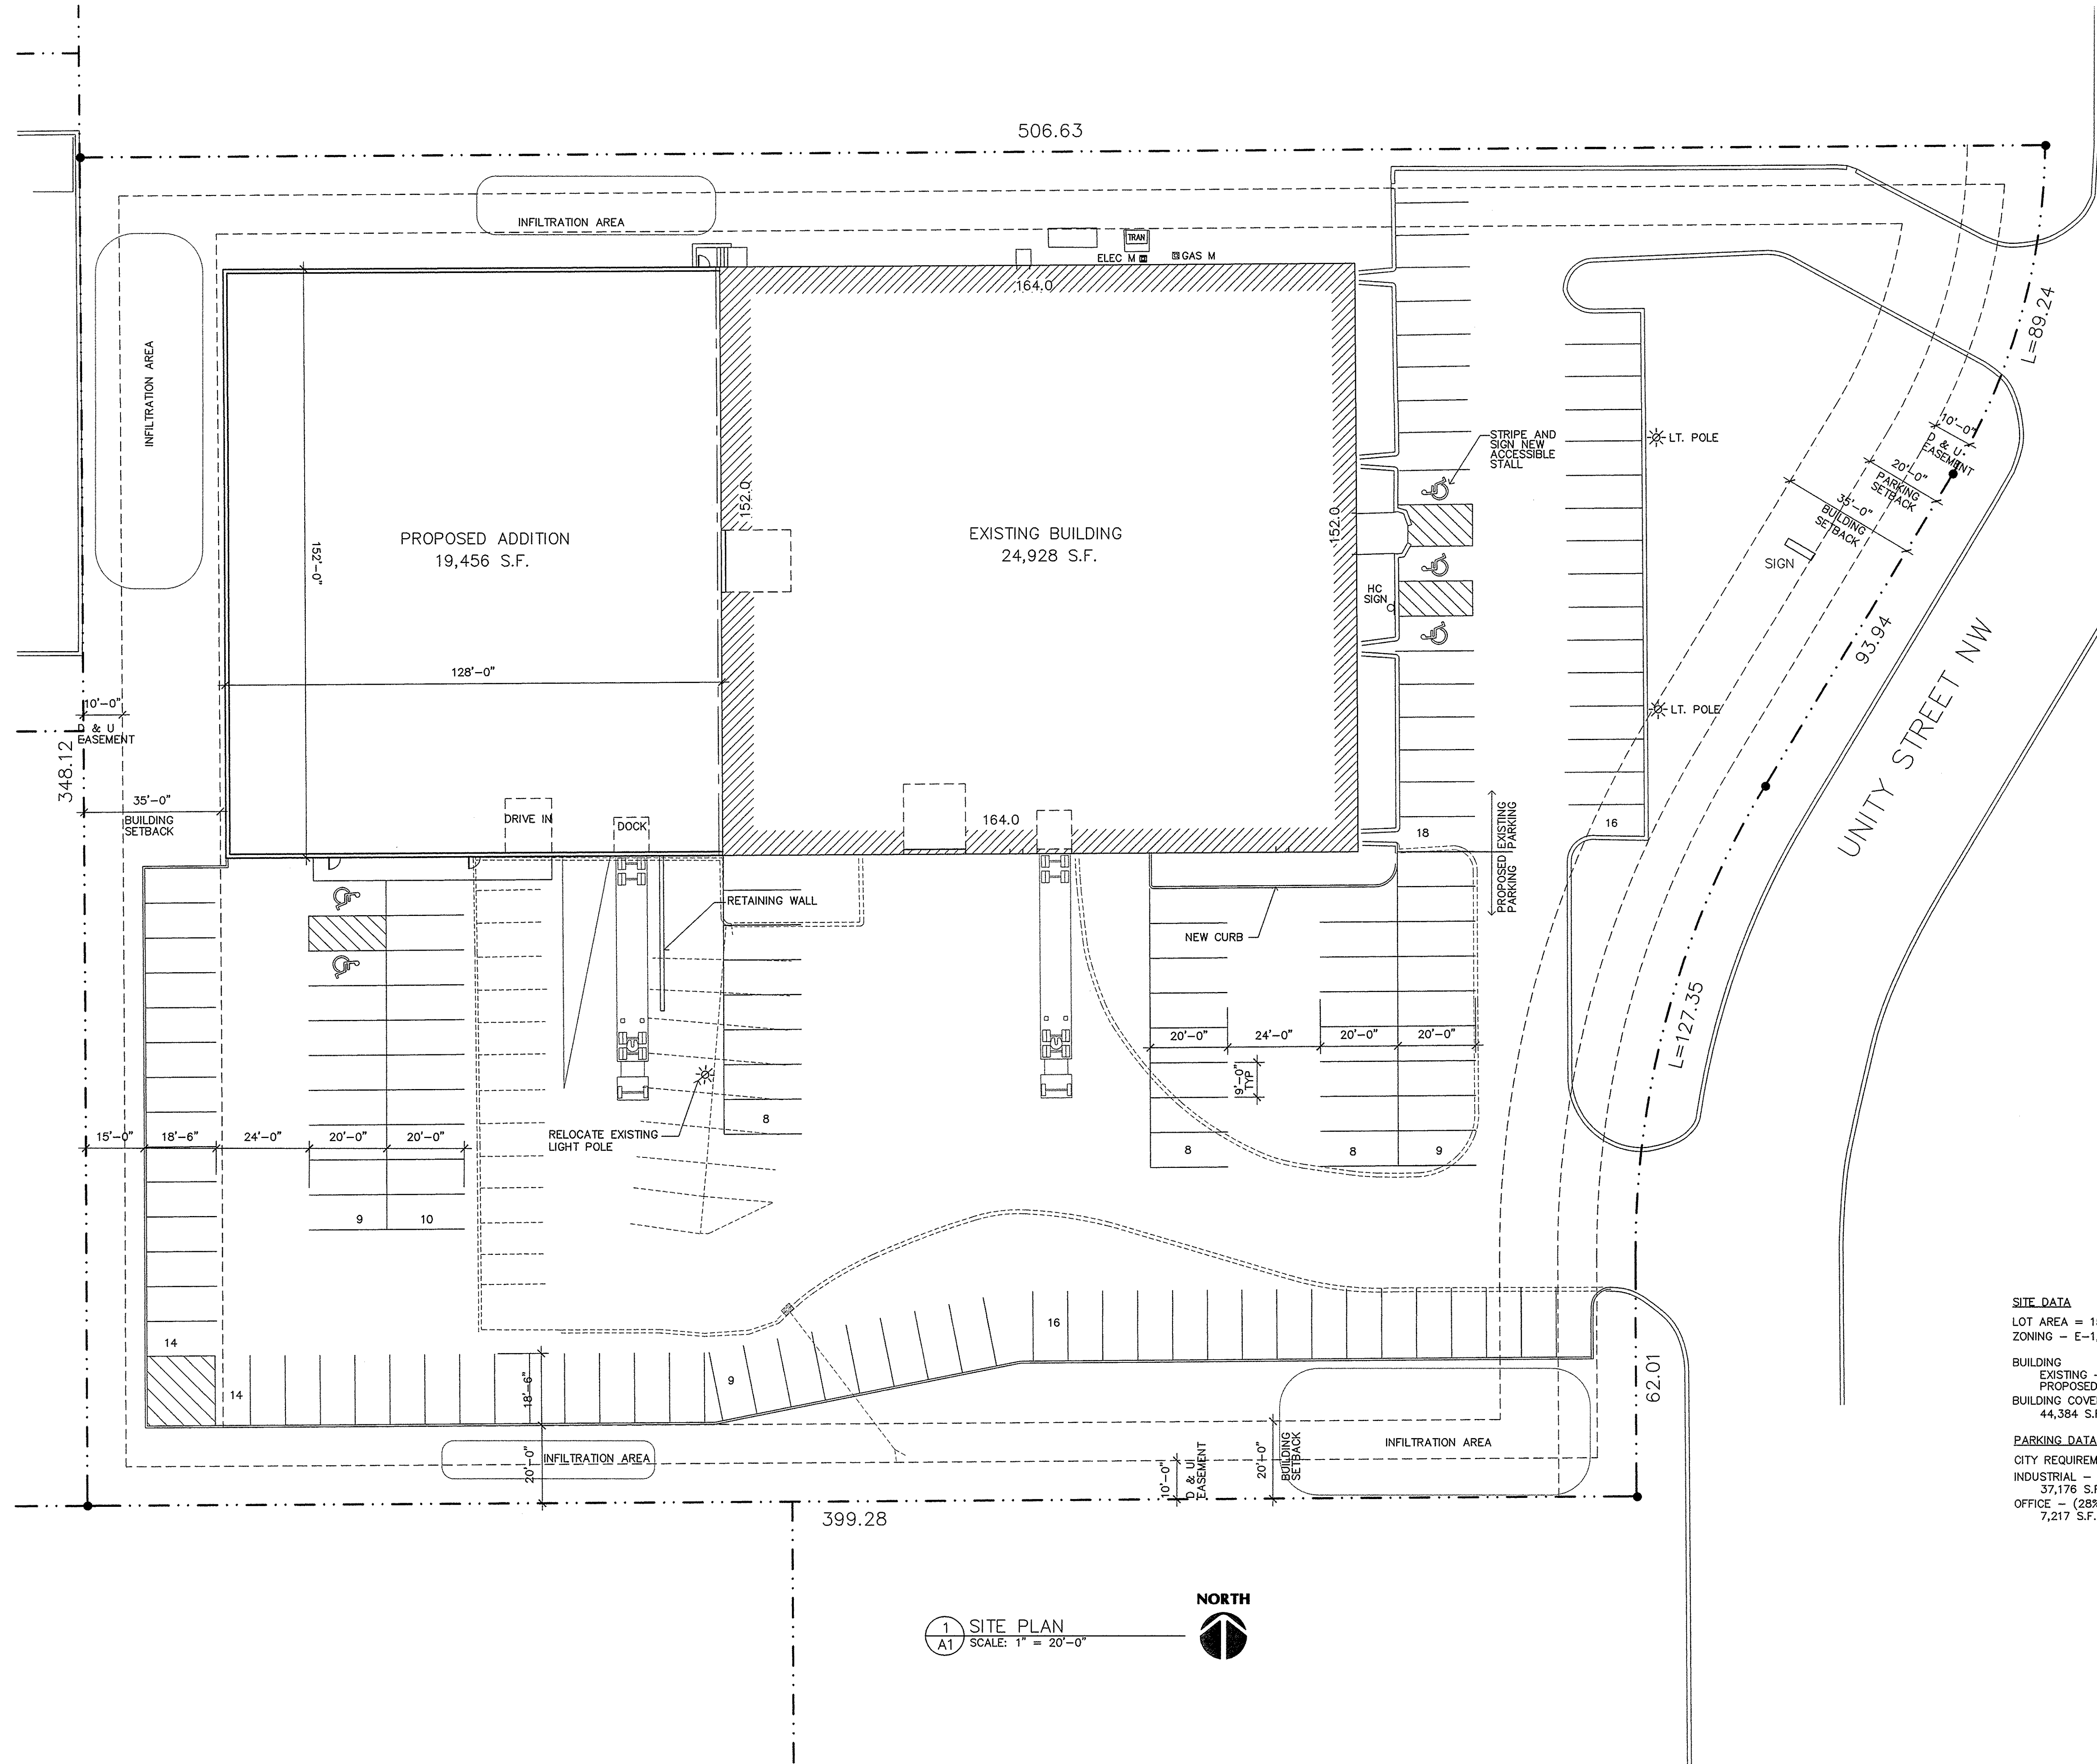 506.63
INFILTRATION AREA
TRAN
ELEC M
GAS M
164.0
INFILTRATION AREA
L=89.24
10'-0"
D & U
EASEMENT
20'-0"
PARKING
SETBACK
35'-0"
BUILDING
SETBACK
SIGN
LT. POLE
STRIPE AND
SIGN NEW
ACCESSIBLE
STALL
152.0
152.0
PROPOSED ADDITION
19,456 S.F.
152'-0"
EXISTING BUILDING
24,928 S.F.
HC
SIGN
93.94
UNITY STREET NW
128'-0"
LT. POLE
10'-0"
D & U
EASEMENT
348.12
35'-0"
BUILDING
SETBACK
DRIVE IN
DOCK
164.0
18
16
PROPOSED EXISTING
PARKING PARKING
RETAINING WALL
NEW CURB
L=127.35
20'-0"
24'-0"
20'-0"
20'-0"
9'-0"
TYP
15'-0"
18'-6"
24'-0"
20'-0"
20'-0"
RELOCATE EXISTING
LIGHT POLE
8
8
8
9
9
10
14
14
18'-6"
9
16
62.01
INFILTRATION AREA
20'-0"
10'-0"
D & U
EASEMENT
20'-0"
BUILDING
SETBACK
INFILTRATION AREA
399.28
SITE DATA
LOT AREA = 1
ZONING - E-1,
BUILDING
EXISTING -
PROPOSED
BUILDING COVE
44,384 S.
PARKING DATA
CITY REQUIREM
INDUSTRIAL -
37,176 S.F
OFFICE - (28%
7,217 S.F.
NORTH
1
A1
SITE PLAN
SCALE: 1" = 20'-0"